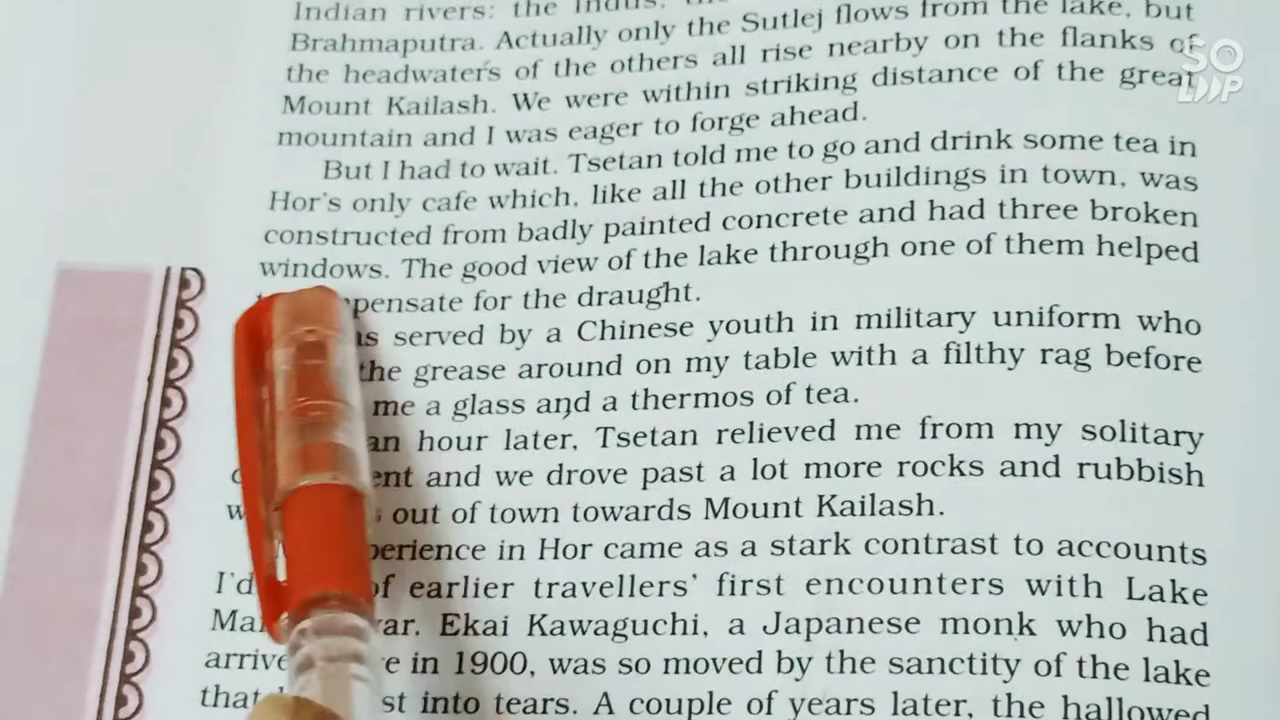 Indian rivers: the Indus,
Brahmaputra. Actually only the Sutlej flows from the lake, but
the headwaters of the others all rise nearby on the flanks of
Mount Kailash. We were within striking distance of the great
mountain and I was eager to forge ahead.
But I had to wait. Tsetan told me to go and drink some tea in
Hor's only cafe which, like all the other buildings in town, was
constructed from badly painted concrete and had three broken
windows. The good view of the lake through one of them helped
pensate for the draught.
served by a Chinese youth in military uniform who
the grease around on my table with a filthy rag before
me a glass and a thermos of tea.
an hour later, Tsetan relieved me from my solitary
ent and we drove past a lot more rocks and rubbish
out of town towards Mount Kailash.
perience in Hor came as a stark contrast to accounts
I'd of earlier travellers' first encounters with Lake
var. Ekai Kawaguchi, a Japanese monk who had
arrive in 1900, was so moved by the sanctity of the lake
that st into tears. A couple of years later, the hallowed
SO